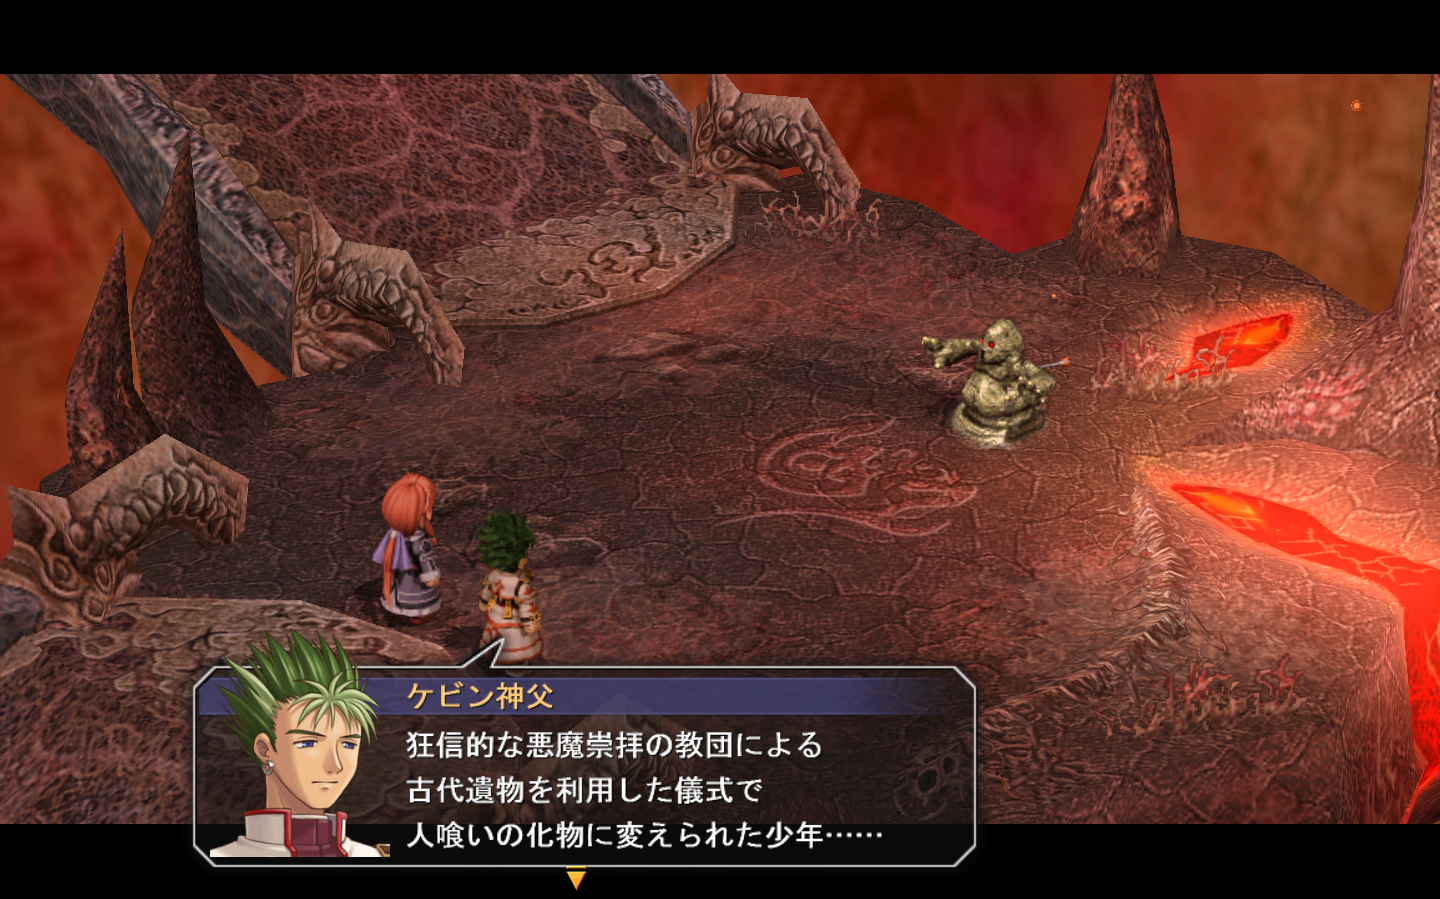 ケビン神父
狂信的な悪魔崇拝の教団による
古代遺物を利用した儀式で
人喰いの化物に変えられた少年……